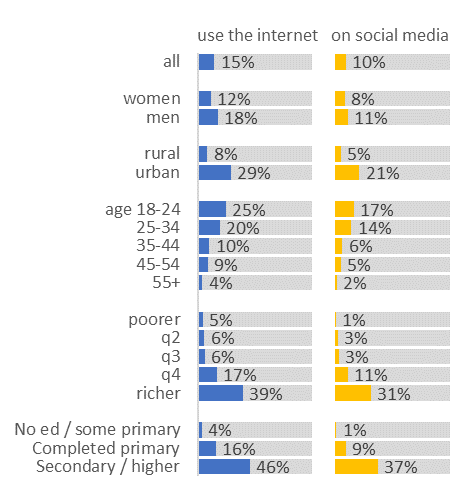 use the internet on social media
all 15% 10%
women 12% 8%
men 18% 11%
rural 8% 5%
urban 29% 21%
age 18-24 25% 17%
25-34 20% 14%
35-44 10% 6%
45-54 9% 5%
55+ 4% 2%
poorer 5% 1%
q2 6% 3%
q3 6% 3%
q4 17% 11%
richer 39% 31%
No ed / some primary 4% 1%
Completed primary 16% 9%
Secondary / higher 46% 37%